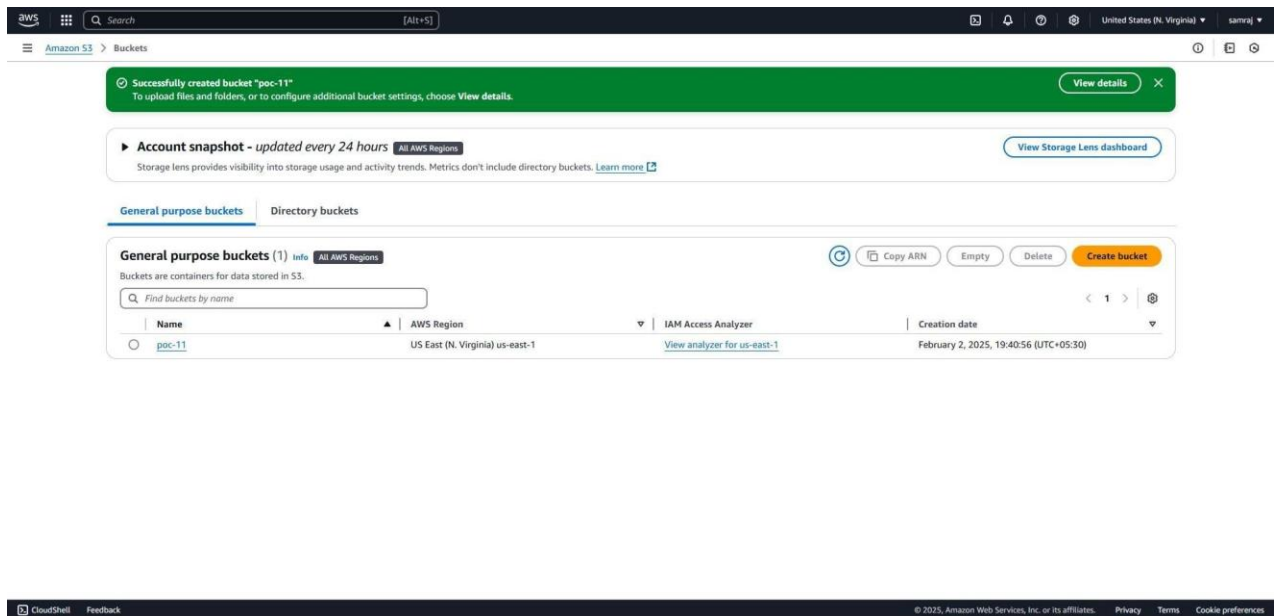 aws Search [Alt+S] United States (N. Virginia) samraj
Amazon S3 > Buckets
Successfully created bucket "poc-11" View details
To upload files and folders, or to configure additional bucket settings, choose View details.
Account snapshot - updated every 24 hours All AWS Regions View Storage Lens dashboard
Storage lens provides visibility into storage usage and activity trends. Metrics don't include directory buckets. Learn more
General purpose buckets Directory buckets
General purpose buckets (1) Info All AWS Regions Copy ARN Empty Delete Create bucket
Buckets are containers for data stored in S3.
Find buckets by name < 1 >
Name AWS Region IAM Access Analyzer Creation date
poc-11 US East (N. Virginia) us-east-1 View analyzer for us-east-1 February 2, 2025, 19:40:56 (UTC+05:30)
CloudShell Feedback © 2025, Amazon Web Services, Inc. or its affiliates. Privacy Terms Cookie preferences